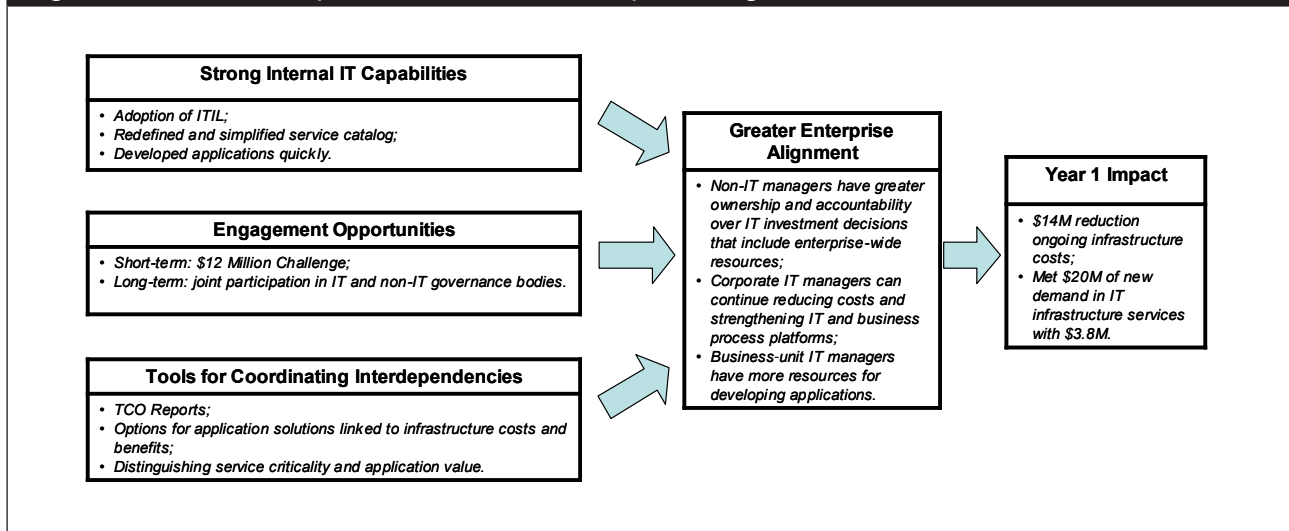 Strong Internal IT Capabilities
• Adoption of ITIL;
• Redefined and simplified service catalog;
• Developed applications quickly.
Engagement Opportunities
• Short-term: $12 Million Challenge;
• Long-term: joint participation in IT and non-IT governance bodies.
Tools for Coordinating Interdependencies
• TCO Reports;
• Options for application solutions linked to infrastructure costs and
benefits;
• Distinguishing service criticality and application value.
Greater Enterprise
Alignment
• Non-IT managers have greater
ownership and accountability
over IT investment decisions
that include enterprise-wide
resources;
• Corporate IT managers can
continue reducing costs and
strengthening IT and business
process platforms;
• Business-unit IT managers
have more resources for
developing applications.
Year 1 Impact
• $14M reduction
ongoing infrastructure
costs;
• Met $20M of new
demand in IT
infrastructure services
with $3.8M.